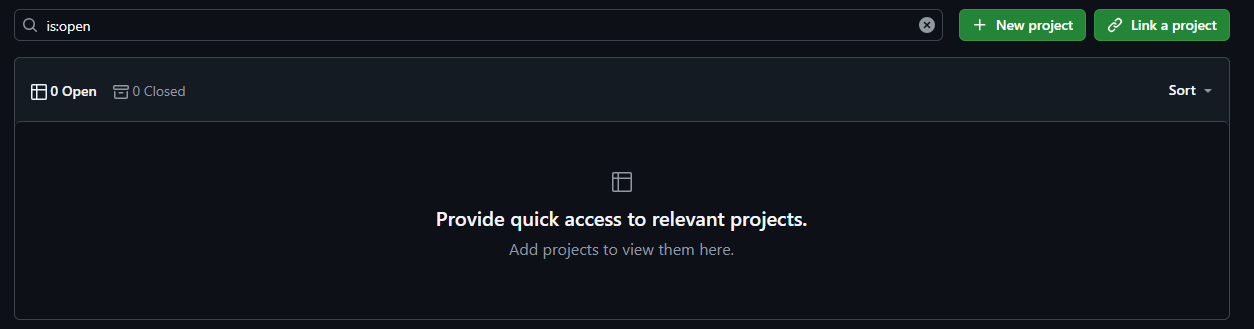 is:open
New project
Link a project
0 Open
0 Closed
Sort
Provide quick access to relevant projects.
Add projects to view them here.